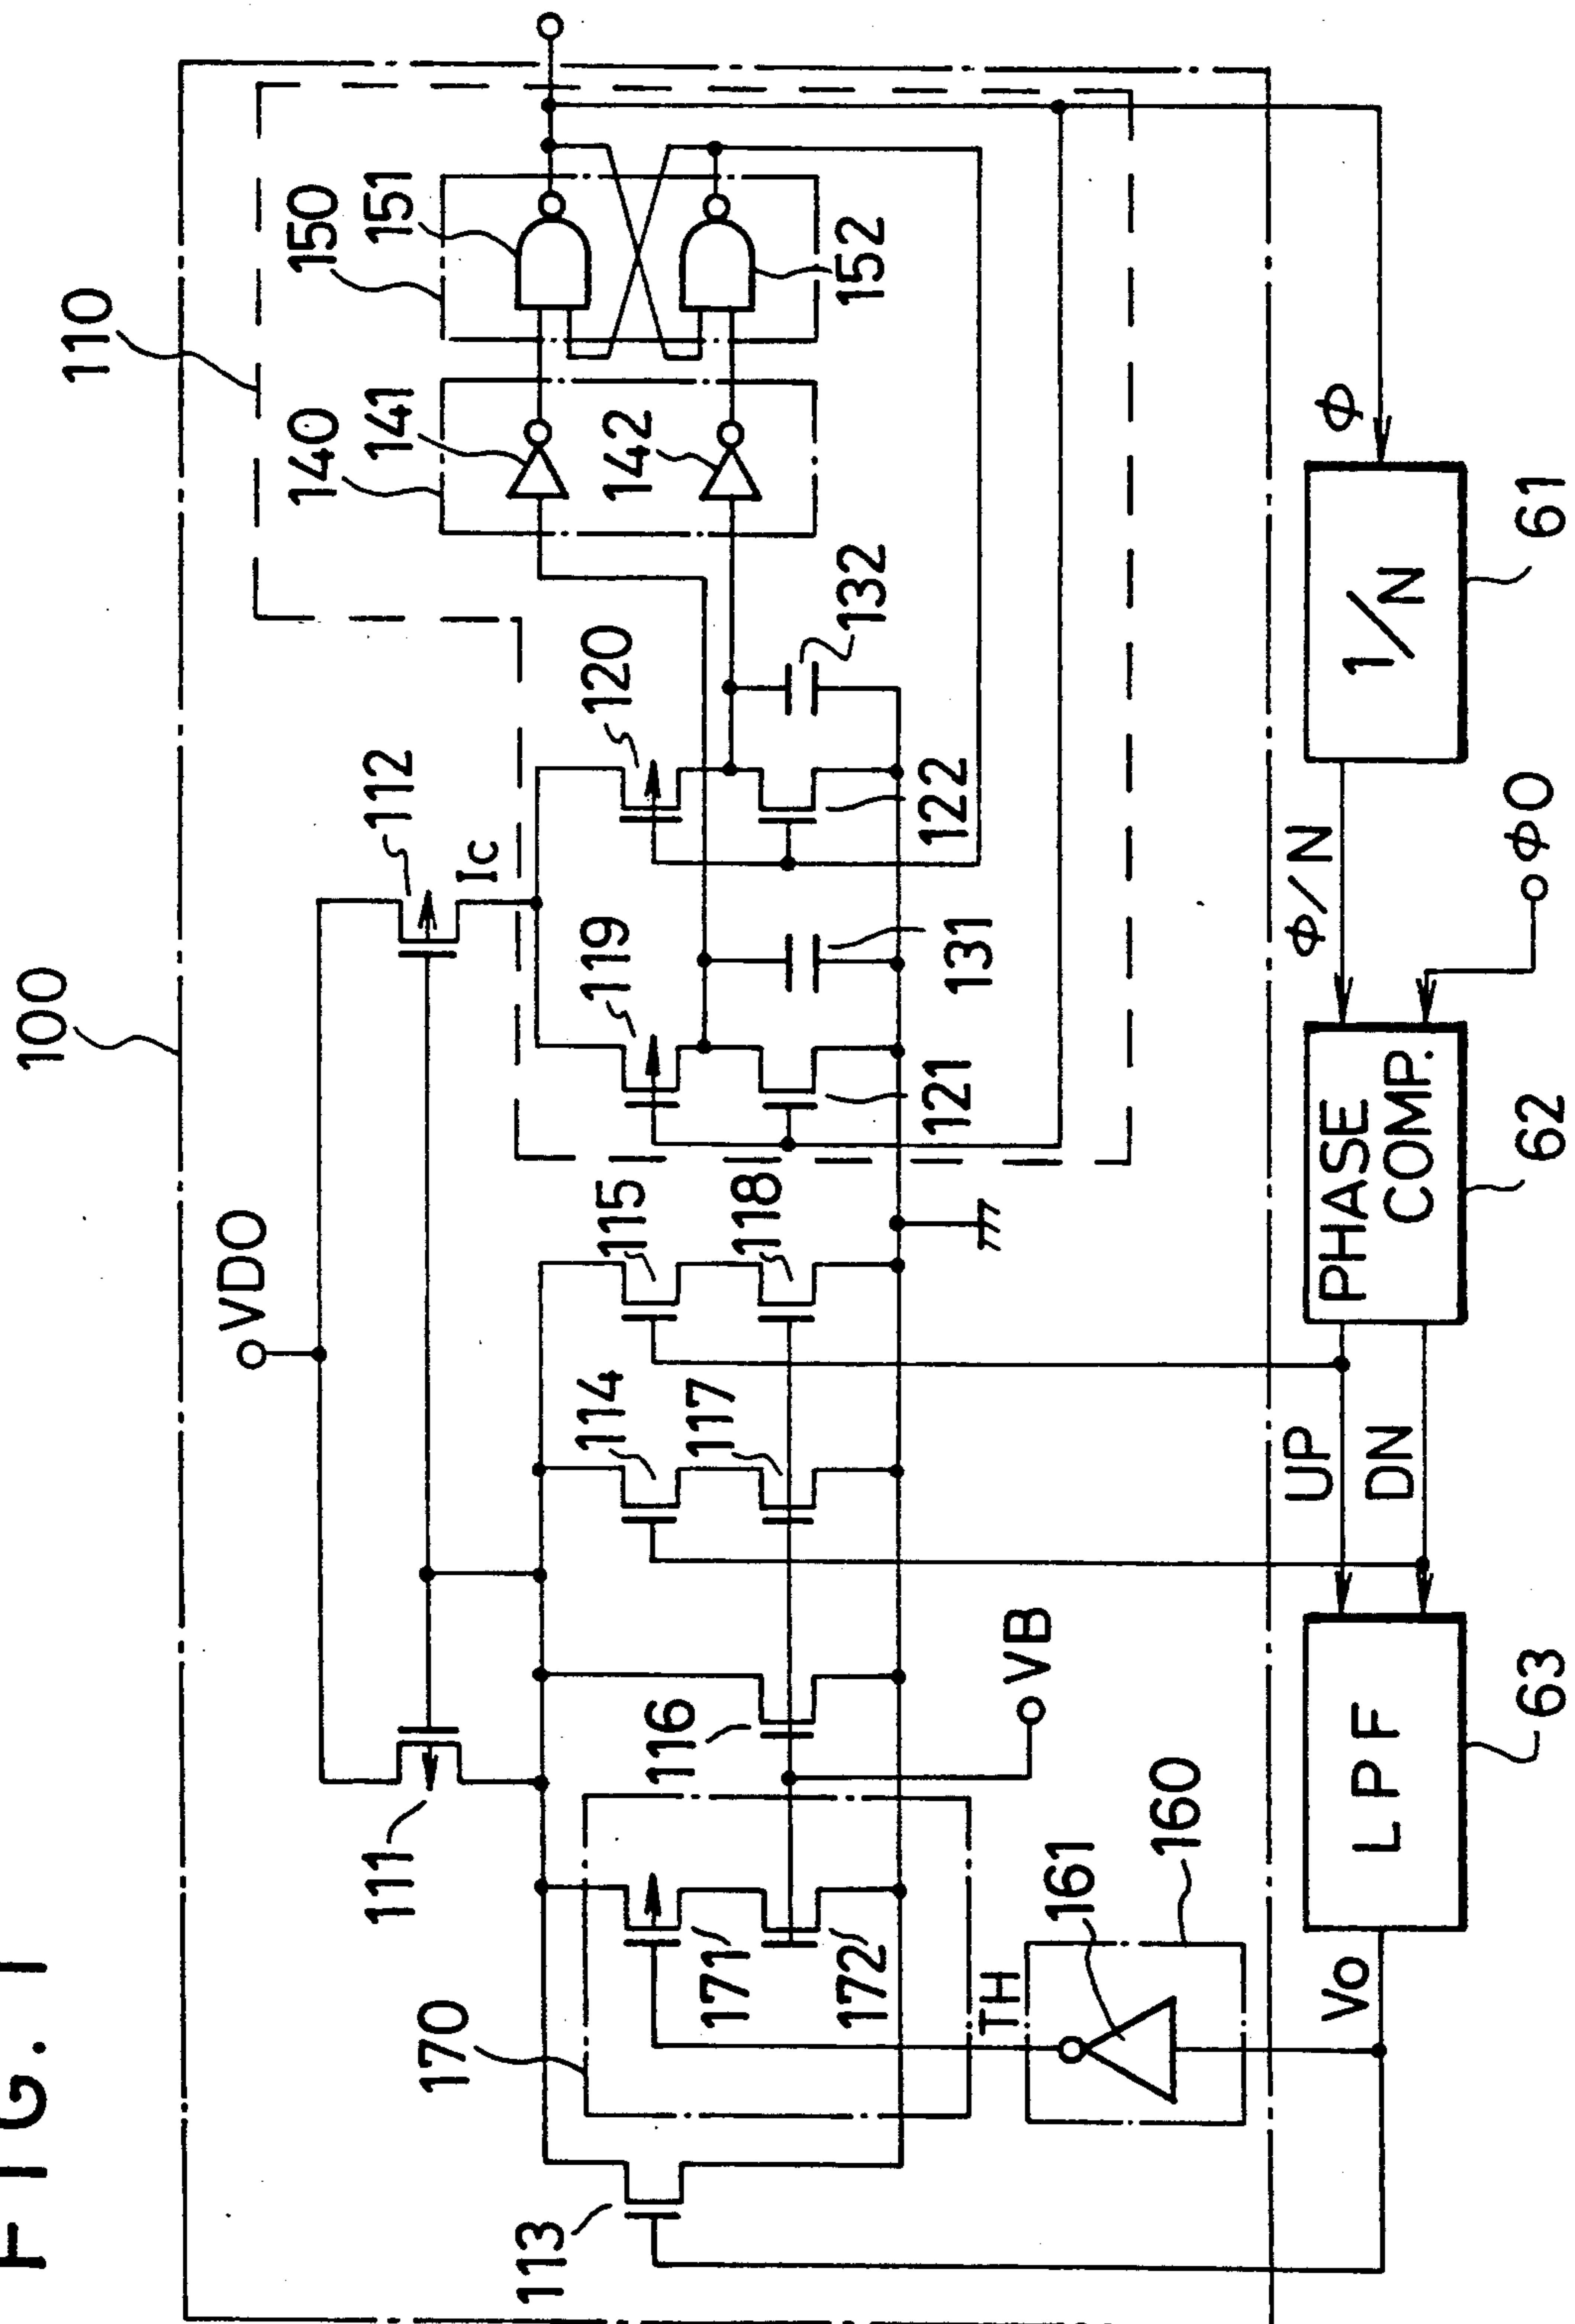 FIG. 1
100
110
VDO
111
112
Ic
150
151
140
141
142
152
119
120
132
131
121
122
115
118
114
117
116
VB
170
171
172
113
TH
161
160
Vo
LPF
63
UP
DN
PHASE
COMP.
62
φ/N
φO
1/N
61
φ